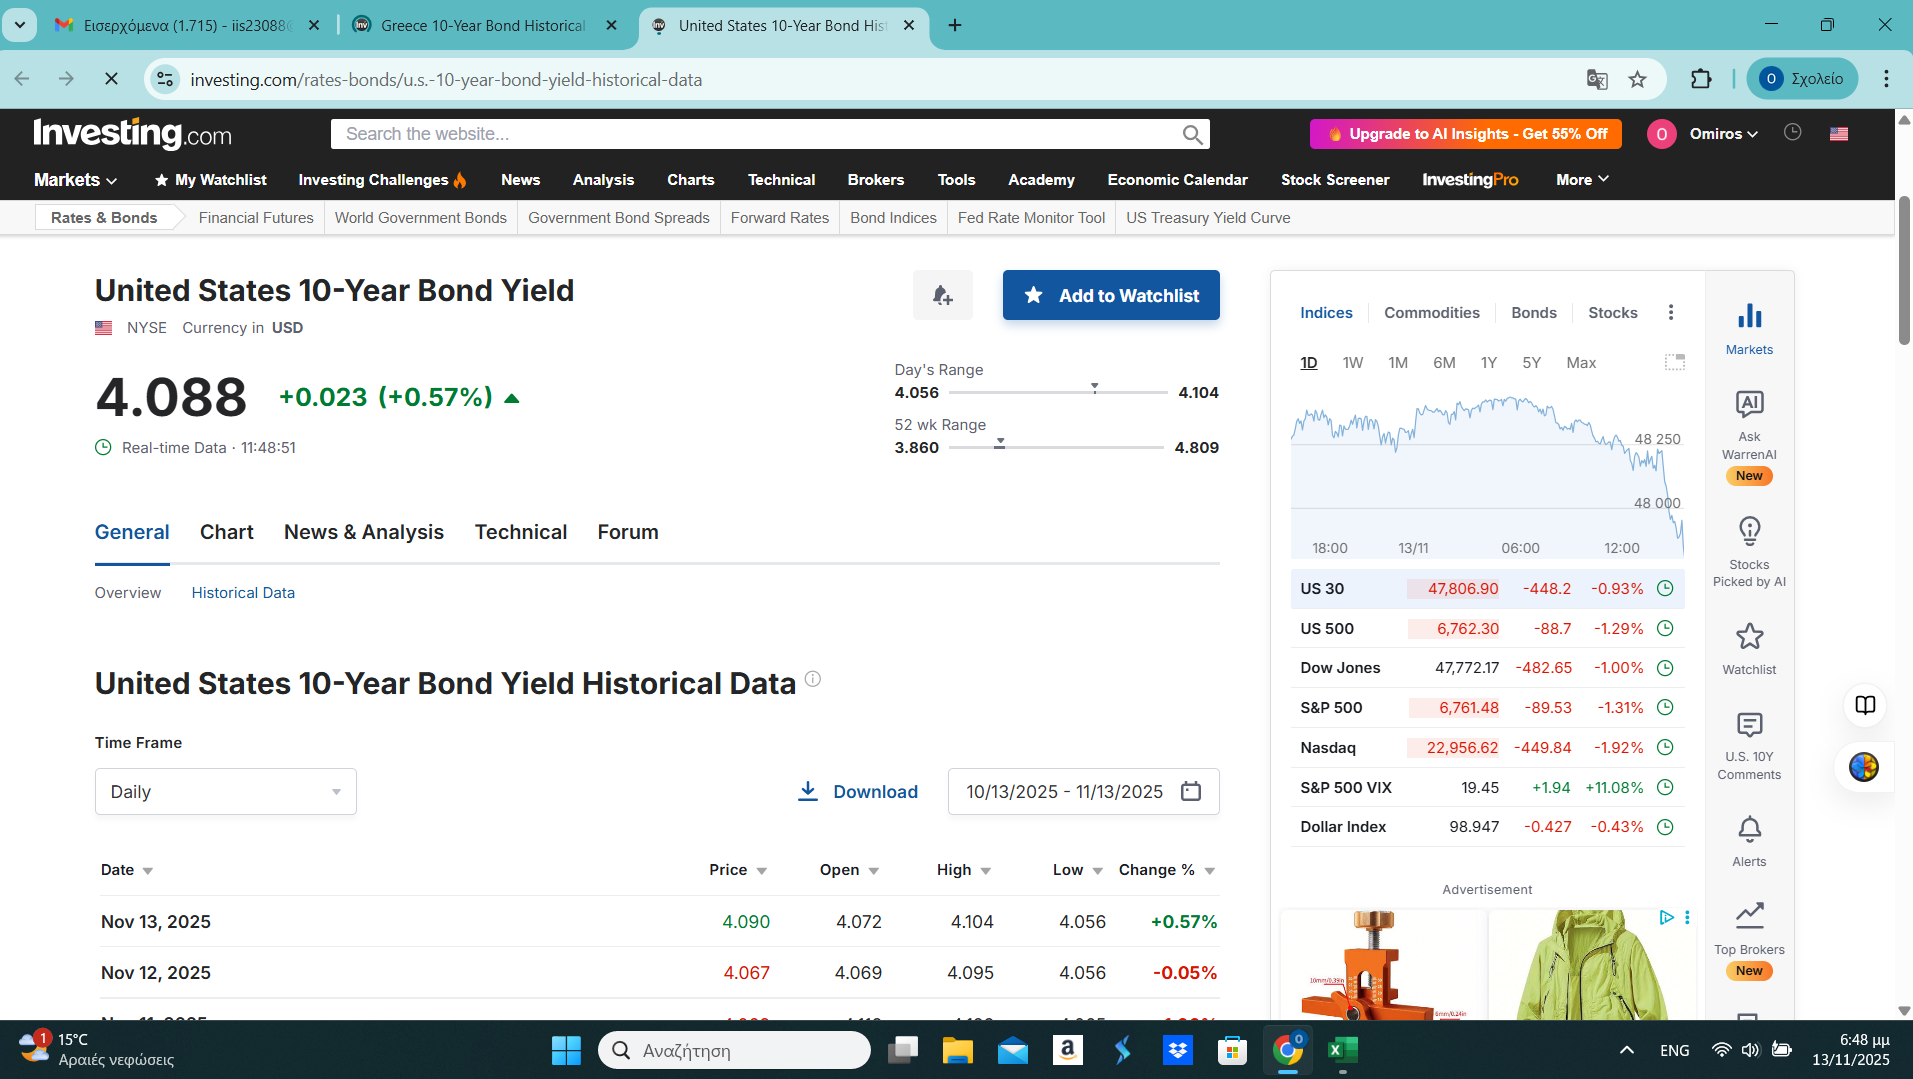 Εισερχόμενα (1.715) - iis23088
Greece 10-Year Bond Historical
United States 10-Year Bond His
investing.com/rates-bonds/u.s.-10-year-bond-yield-historical-data
O Σχολείο
Investing.com
Search the website...
Upgrade to AI Insights - Get 55% Off
O Omiros
Markets
My Watchlist
Investing Challenges
News
Analysis
Charts
Technical
Brokers
Tools
Academy
Economic Calendar
Stock Screener
InvestingPro
More
Rates & Bonds
Financial Futures
World Government Bonds
Government Bond Spreads
Forward Rates
Bond Indices
Fed Rate Monitor Tool
US Treasury Yield Curve
United States 10-Year Bond Yield
NYSE Currency in USD
Add to Watchlist
4.088 +0.023 (+0.57%)
Real-time Data · 11:48:51
Day's Range
4.056 4.104
52 wk Range
3.860 4.809
General Chart News & Analysis Technical Forum
Overview Historical Data
United States 10-Year Bond Yield Historical Data
Time Frame
Daily
Download
10/13/2025 - 11/13/2025
Date Price Open High Low Change %
Nov 13, 2025 4.090 4.072 4.104 4.056 +0.57%
Nov 12, 2025 4.067 4.069 4.095 4.056 -0.05%
Indices Commodities Bonds Stocks
1D 1W 1M 6M 1Y 5Y Max
48 250
48 000
18:00 13/11 06:00 12:00
US 30 47,806.90 -448.2 -0.93%
US 500 6,762.30 -88.7 -1.29%
Dow Jones 47,772.17 -482.65 -1.00%
S&P 500 6,761.48 -89.53 -1.31%
Nasdaq 22,956.62 -449.84 -1.92%
S&P 500 VIX 19.45 +1.94 +11.08%
Dollar Index 98.947 -0.427 -0.43%
Advertisement
10mm/0.39in
6mm/0.24in
Markets
AI
Ask
WarrenAI
New
Stocks
Picked by AI
Watchlist
U.S. 10Y
Comments
Alerts
Top Brokers
New
1
15°C
Αραιές νεφώσεις
Αναζήτηση
ENG
6:48 μμ
13/11/2025